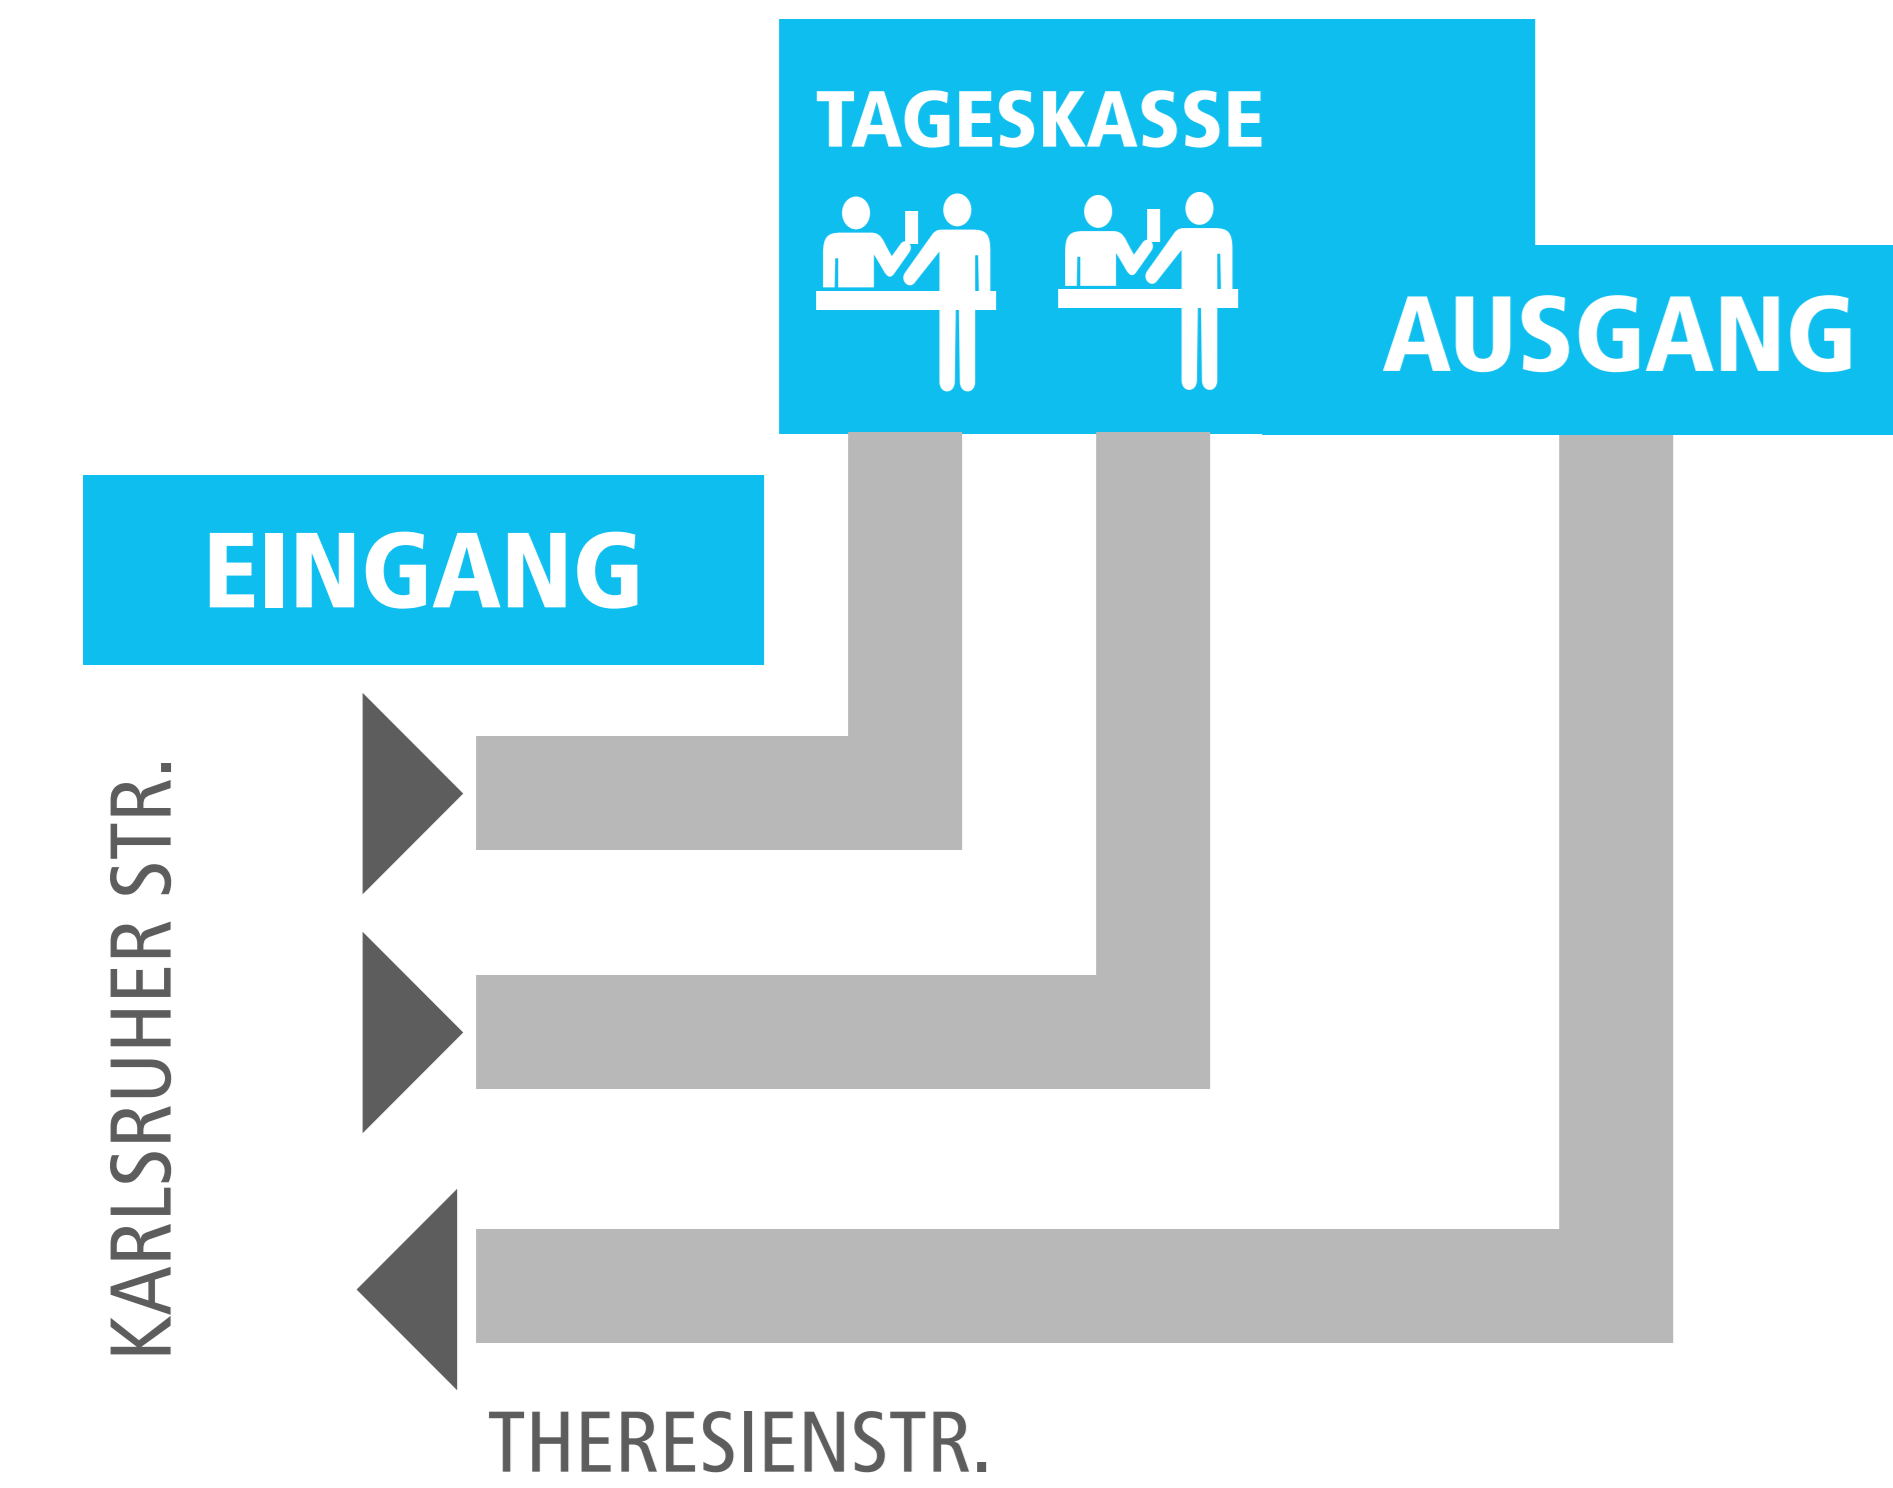 TAGESKASSE
AUSGANG
EINGANG
KARLSRUHER STR.
THERESIENSTR.